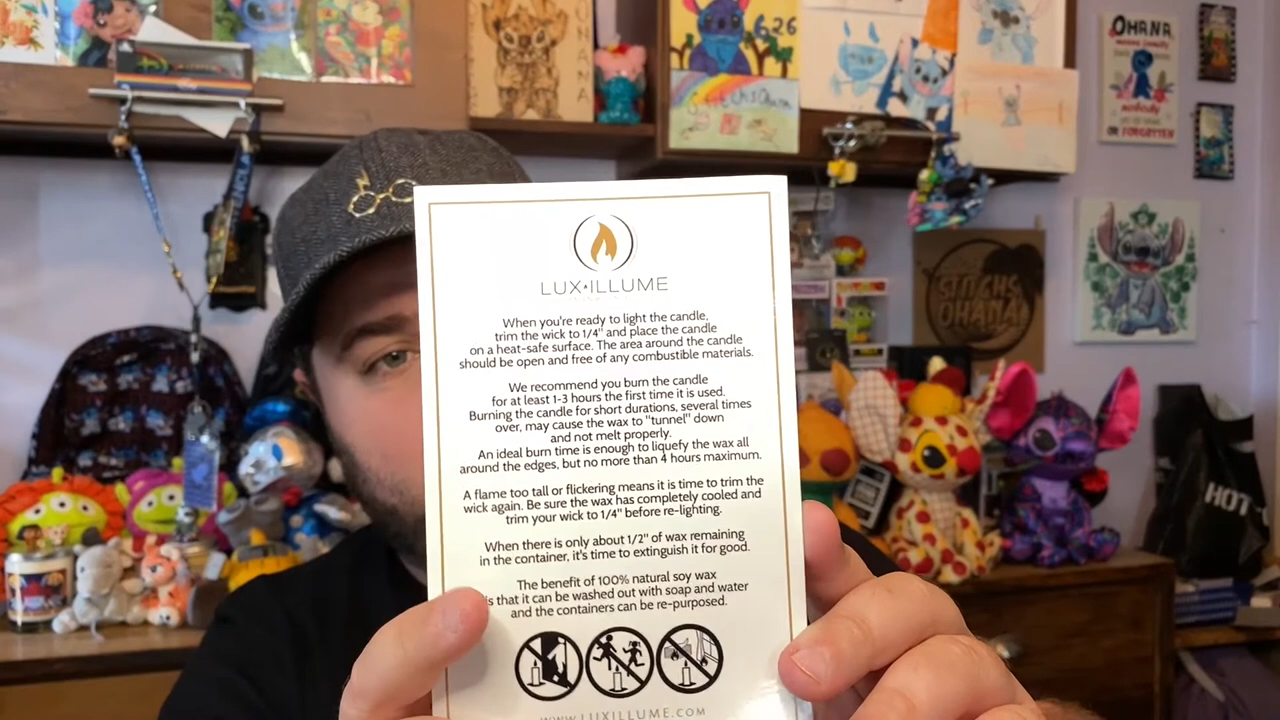 OHANA
626
OHANA
means family
nobody
OR FORGOTTEN
STITCHS
OHANA
HOT
LUX•ILLUME
When you're ready to light the candle,
trim the wick to 1/4" and place the candle
on a heat-safe surface. The area around the candle
should be open and free of any combustible materials.
We recommend you burn the candle
for at least 1-3 hours the first time it is used.
Burning the candle for short durations, several times
over, may cause the wax to "tunnel" down
and not melt properly.
An ideal burn time is enough to liquefy the wax all
around the edges, but no more than 4 hours maximum.
A flame too tall or flickering means it is time to trim the
wick again. Be sure the wax has completely cooled and
trim your wick to 1/4" before re-lighting.
When there is only about 1/2" of wax remaining
in the container, it's time to extinguish it for good.
The benefit of 100% natural soy wax
is that it can be washed out with soap and water
and the containers can be re-purposed.
WWW.LUXILLUME.COM